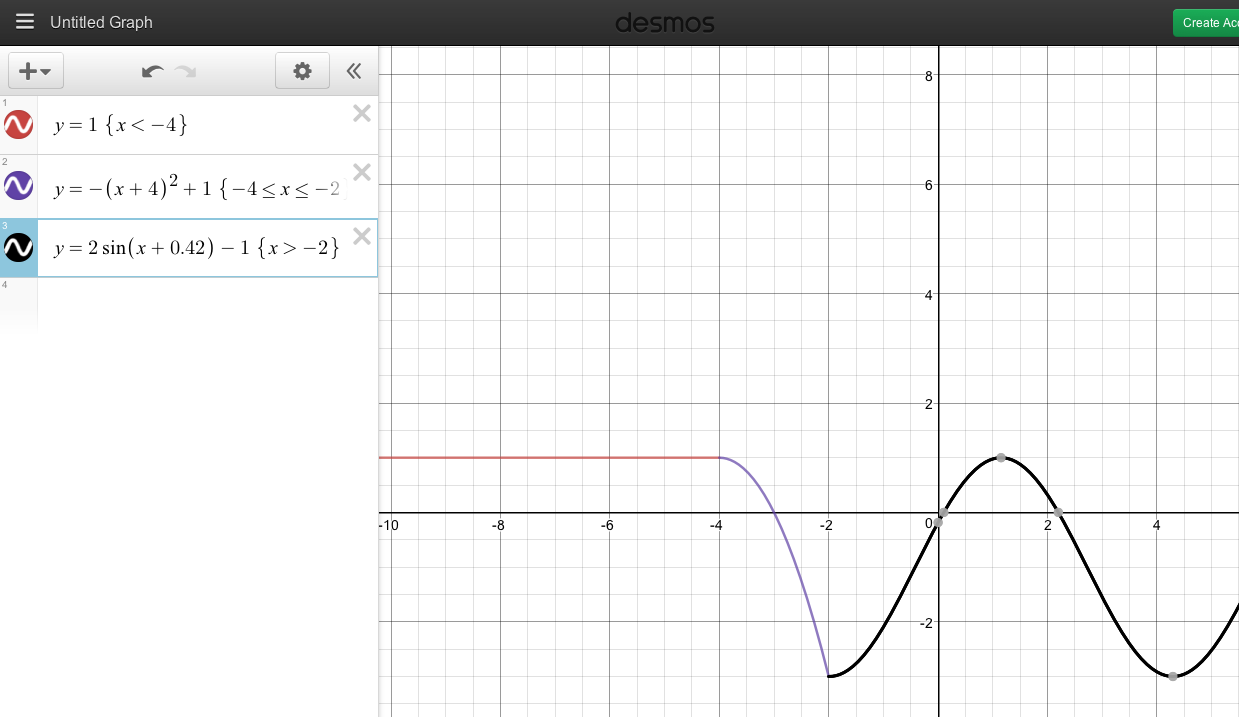 Untitled Graph
desmos
Create Acc
1
y = 1 {x < −4}
2
y = −(x + 4)² + 1 {−4 ≤ x ≤ −2
3
y = 2 sin(x + 0.42) − 1 {x > −2}
4
8
6
4
2
-10 -8 -6 -4 -2 0 2 4
-2